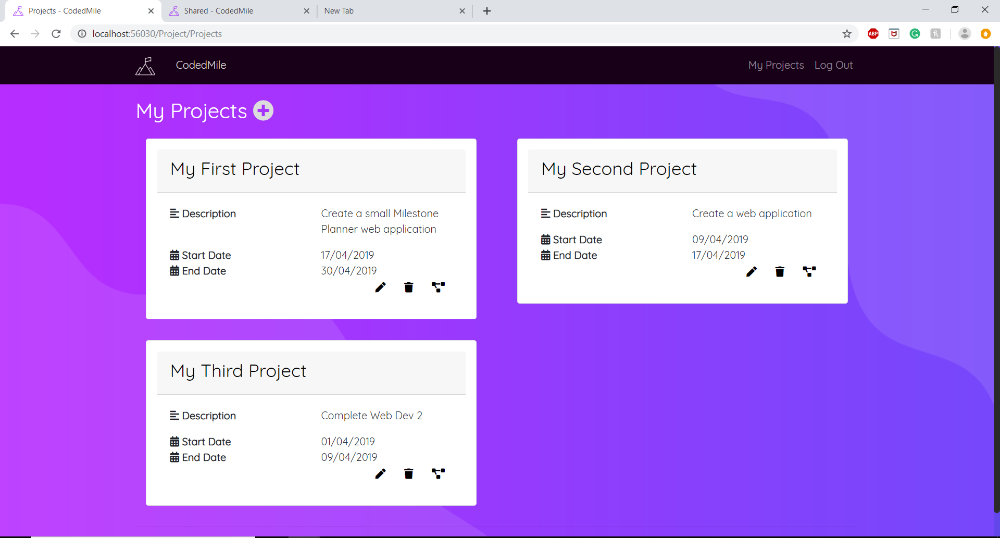 Projects - CodedMile
Shared - CodedMile
New Tab
localhost:56030/Project/Projects
ABP
CodedMile
My Projects
Log Out
My Projects
My First Project
Description
Create a small Milestone
Planner web application
Start Date
17/04/2019
End Date
30/04/2019
My Second Project
Description
Create a web application
Start Date
09/04/2019
End Date
17/04/2019
My Third Project
Description
Complete Web Dev 2
Start Date
01/04/2019
End Date
09/04/2019